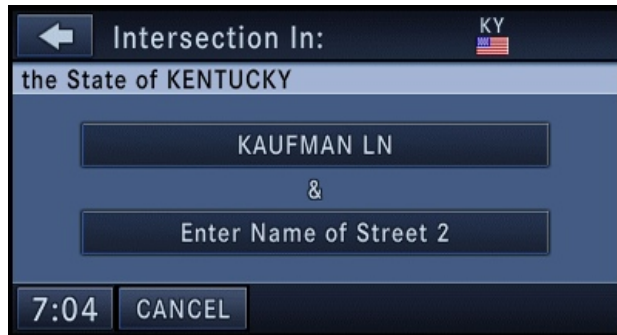 Intersection In:
KY
the State of KENTUCKY
KAUFMAN LN
&
Enter Name of Street 2
7:04 CANCEL